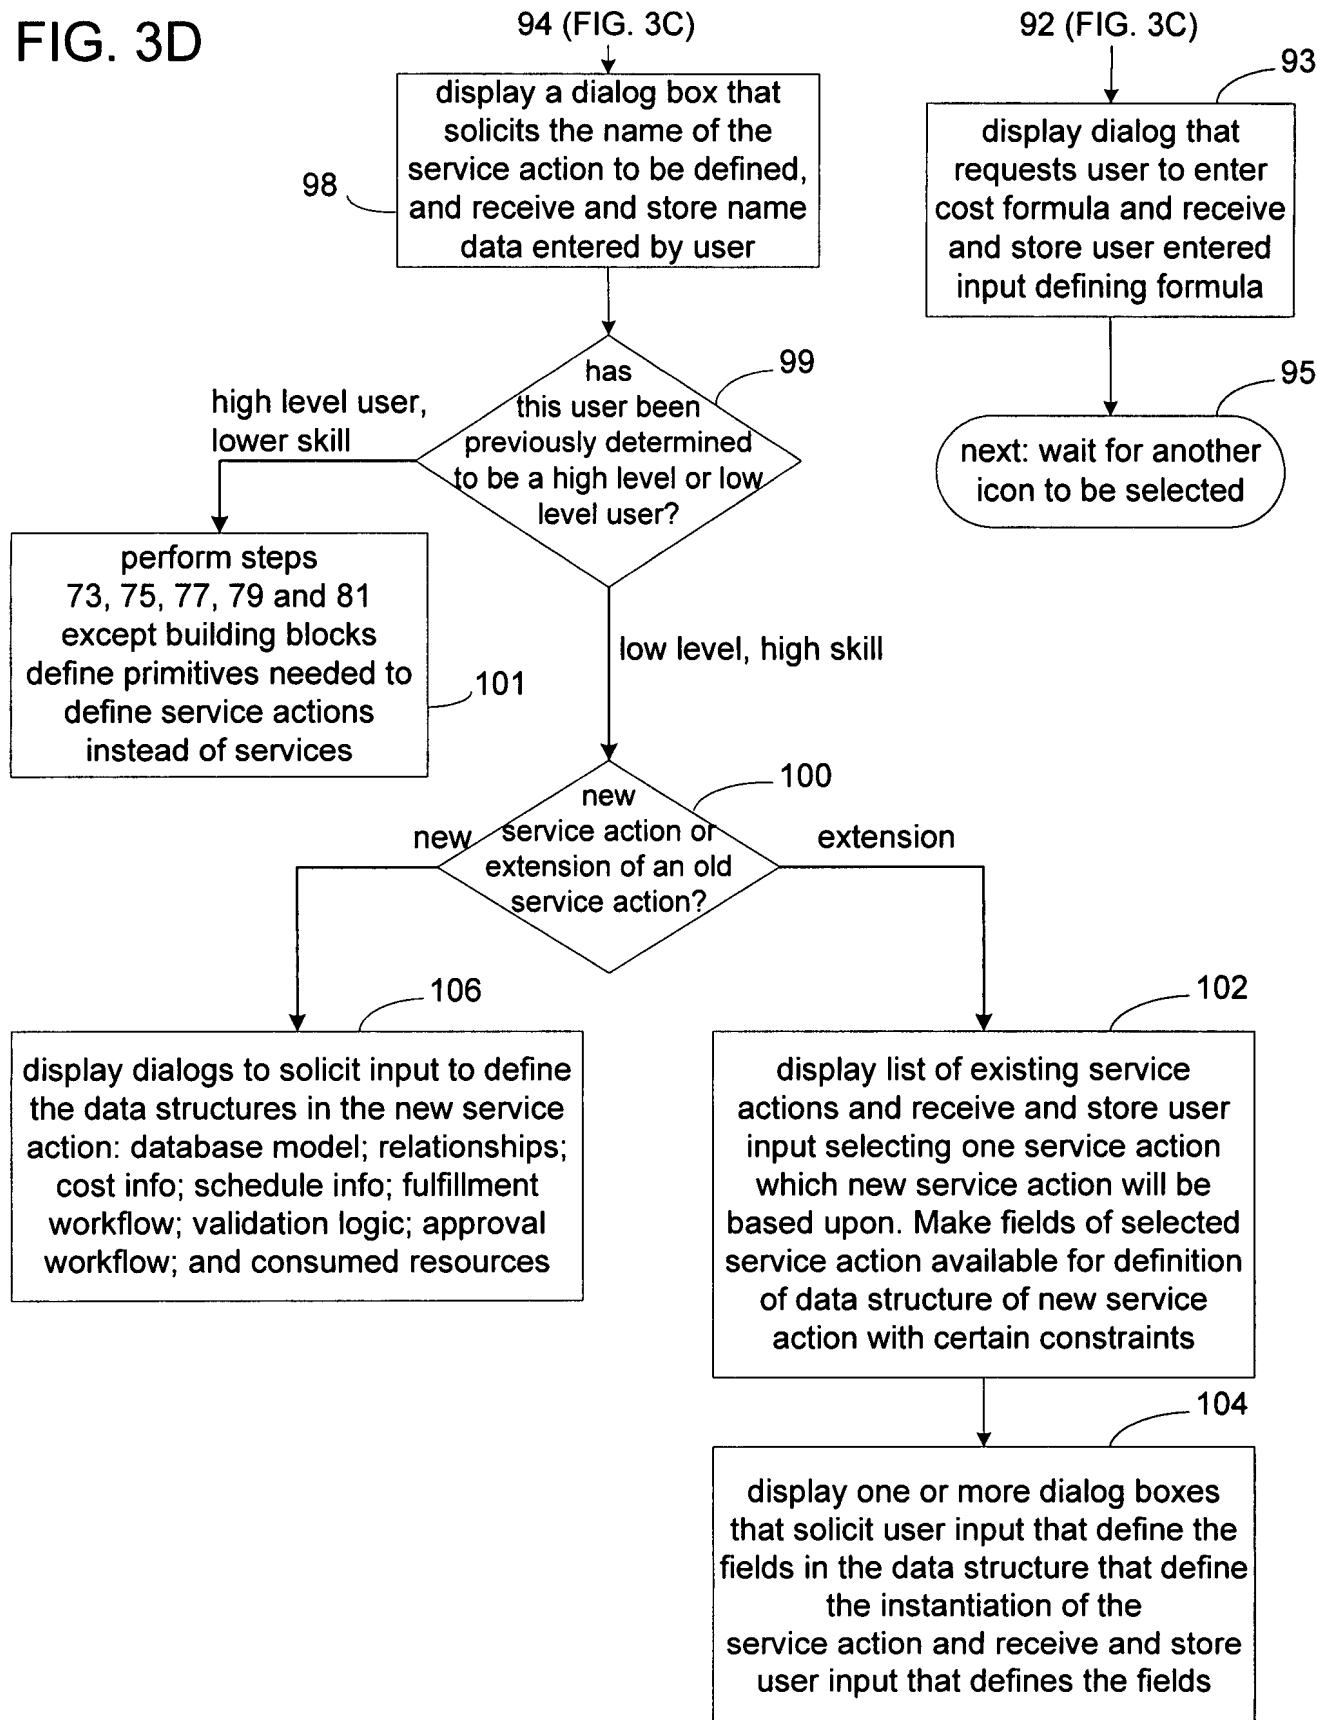 FIG. 3D
94 (FIG. 3C)
display a dialog box that
solicits the name of the
service action to be defined,
and receive and store name
data entered by user
98
92 (FIG. 3C)
93
display dialog that
requests user to enter
cost formula and receive
and store user entered
input defining formula
95
next: wait for another
icon to be selected
99
has
this user been
previously determined
to be a high level or low
level user?
high level user,
lower skill
perform steps
73, 75, 77, 79 and 81
except building blocks
define primitives needed to
define service actions
instead of services
101
low level, high skill
100
new
service action or
extension of an old
service action?
new
extension
106
display dialogs to solicit input to define
the data structures in the new service
action: database model; relationships;
cost info; schedule info; fulfillment
workflow; validation logic; approval
workflow; and consumed resources
102
display list of existing service
actions and receive and store user
input selecting one service action
which new service action will be
based upon. Make fields of selected
service action available for definition
of data structure of new service
action with certain constraints
104
display one or more dialog boxes
that solicit user input that define the
fields in the data structure that define
the instantiation of the
service action and receive and store
user input that defines the fields